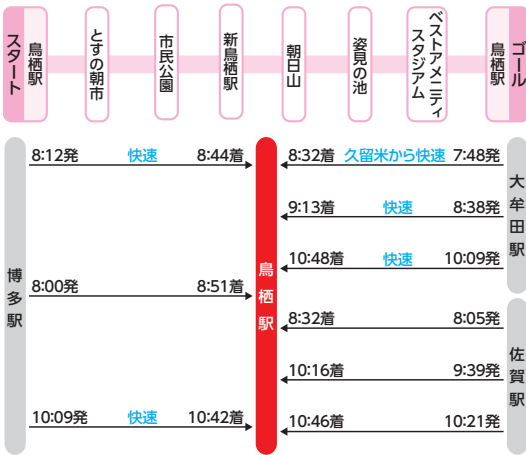 スタート 鳥栖駅
とすの朝市
市民公園
新鳥栖駅
朝日山
姿見の池
ベストアメニティ
スタジアム
鳥栖駅 ゴール
博多駅
8:12発 快速 8:44着
8:00発 8:51着
10:09発 快速 10:42着
鳥栖駅
8:32着 久留米から快速 7:48発
9:13着 快速 8:38発
10:48着 快速 10:09発
大牟田駅
8:32着 8:05発
10:16着 9:39発
10:46着 10:21発
佐賀駅